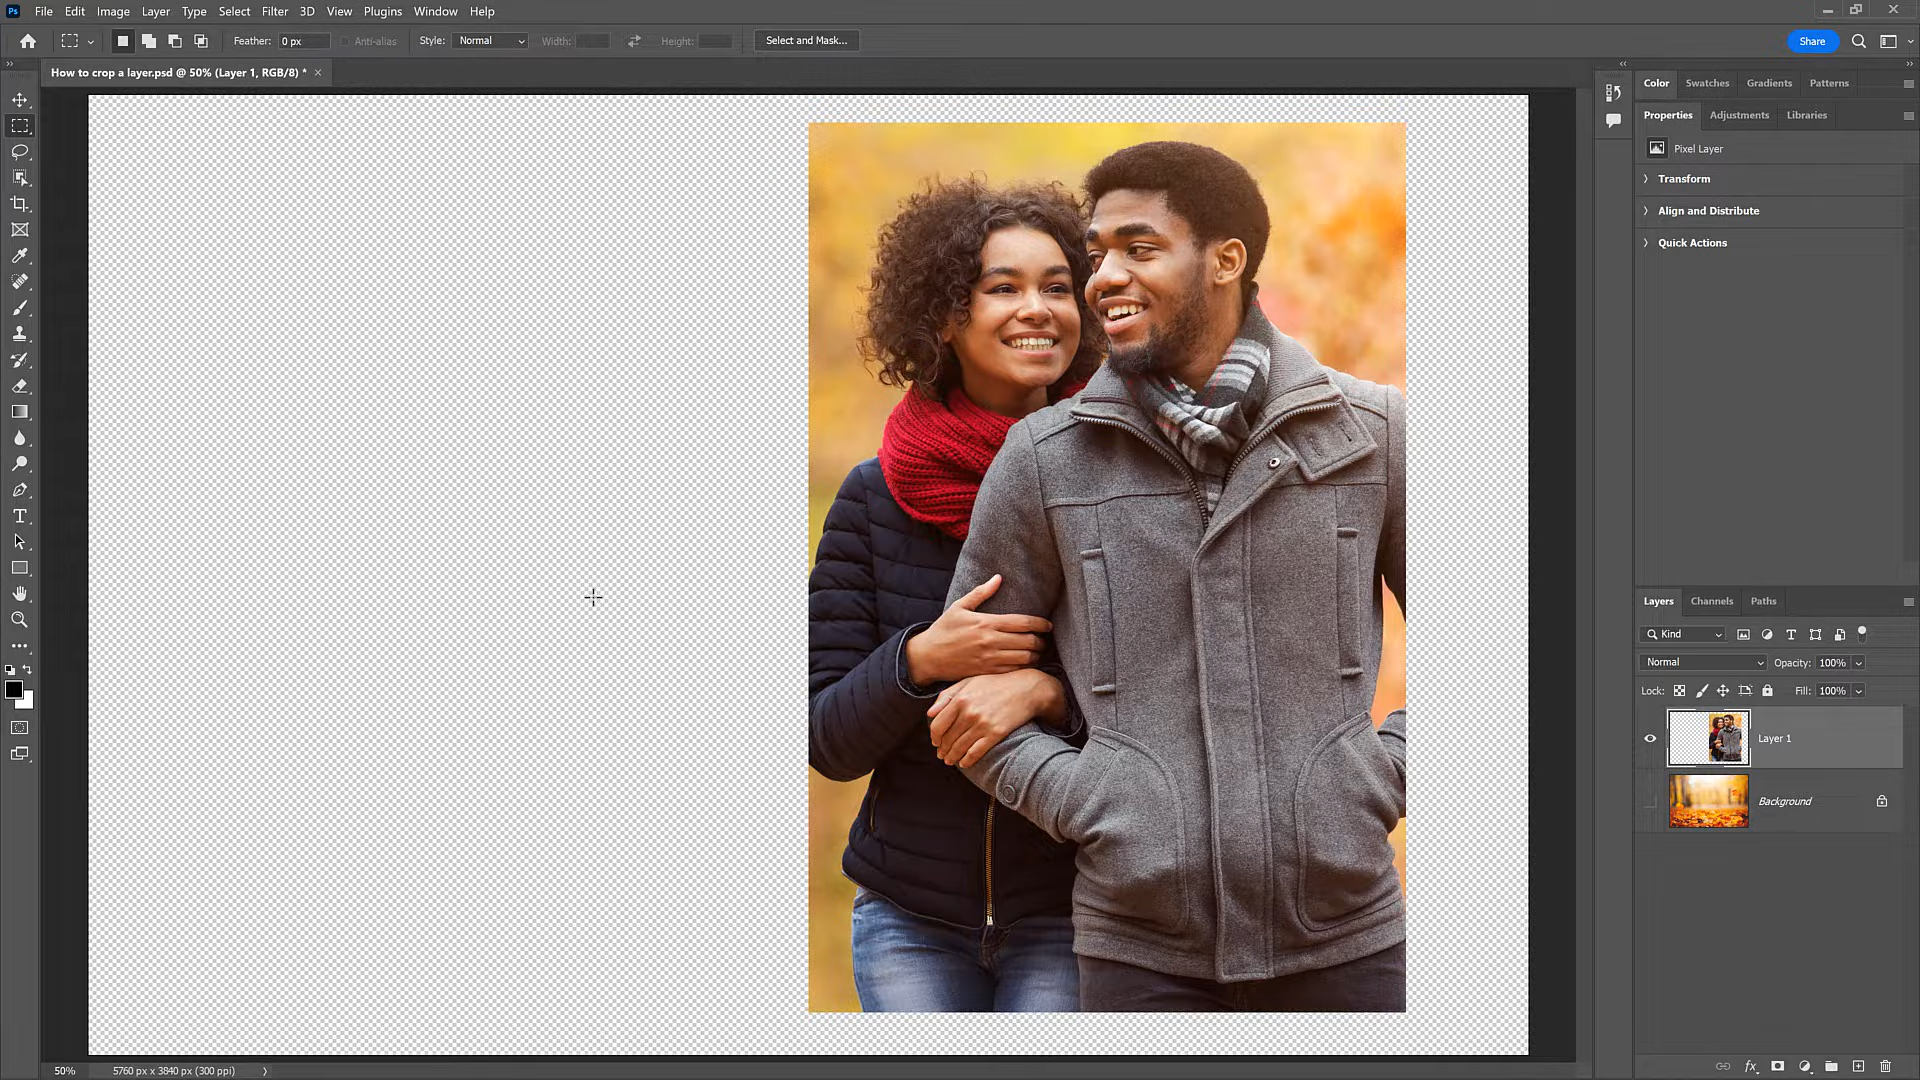 Ps File Edit Image Layer Type Select Filter 3D View Plugins Window Help
Feather: 0 px Anti-alias Style: Normal Width: Height: Select and Mask... Share
How to crop a layer.psd @ 50% (Layer 1, RGB/8) * ×
Color Swatches Gradients Patterns
Properties Adjustments Libraries
Pixel Layer
Transform
Align and Distribute
Quick Actions
Layers Channels Paths
Kind
Normal Opacity: 100%
Lock: Fill: 100%
Layer 1
Background
50% 5760 px x 3840 px (300 ppi)